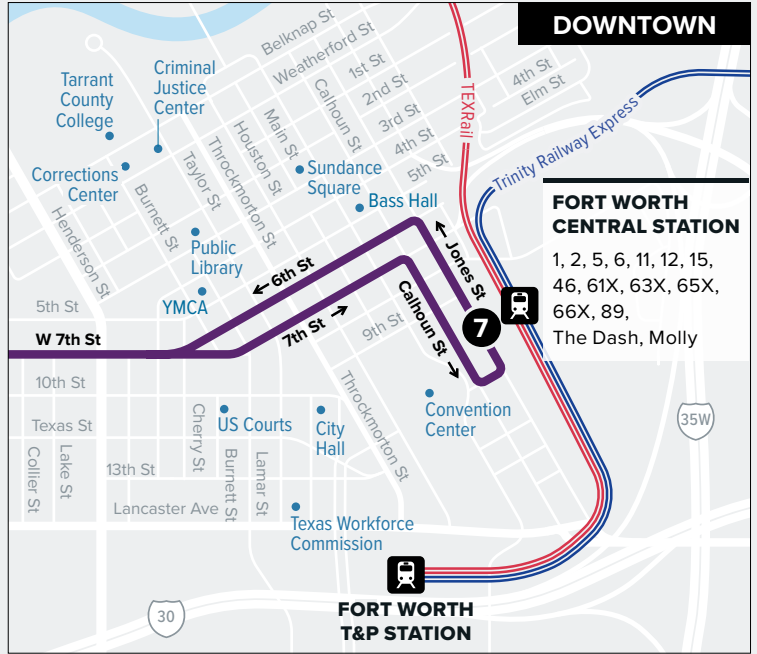 DOWNTOWN
Belknap St
Weatherford St
1st St
2nd St
3rd St
4th St
5th St
4th St
Elm St
TEXRail
Trinity Railway Express
Tarrant
County
College
Criminal
Justice
Center
Corrections
Center
Henderson St
Burnett St
Taylor St
Throckmorton St
Houston St
Main St
Calhoun St
Sundance
Square
Bass Hall
Public
Library
YMCA
FORT WORTH
CENTRAL STATION
1, 2, 5, 6, 11, 12, 15,
46, 61X, 63X, 65X,
66X, 89,
The Dash, Molly
6th St
Jones St
7th St
Calhoun St
7
9th St
5th St
W 7th St
10th St
Texas St
13th St
Lancaster Ave
Collier St
Lake St
Cherry St
Burnett St
Lamar St
Throckmorton St
US Courts
City
Hall
Convention
Center
35W
Texas Workforce
Commission
30
FORT WORTH
T&P STATION